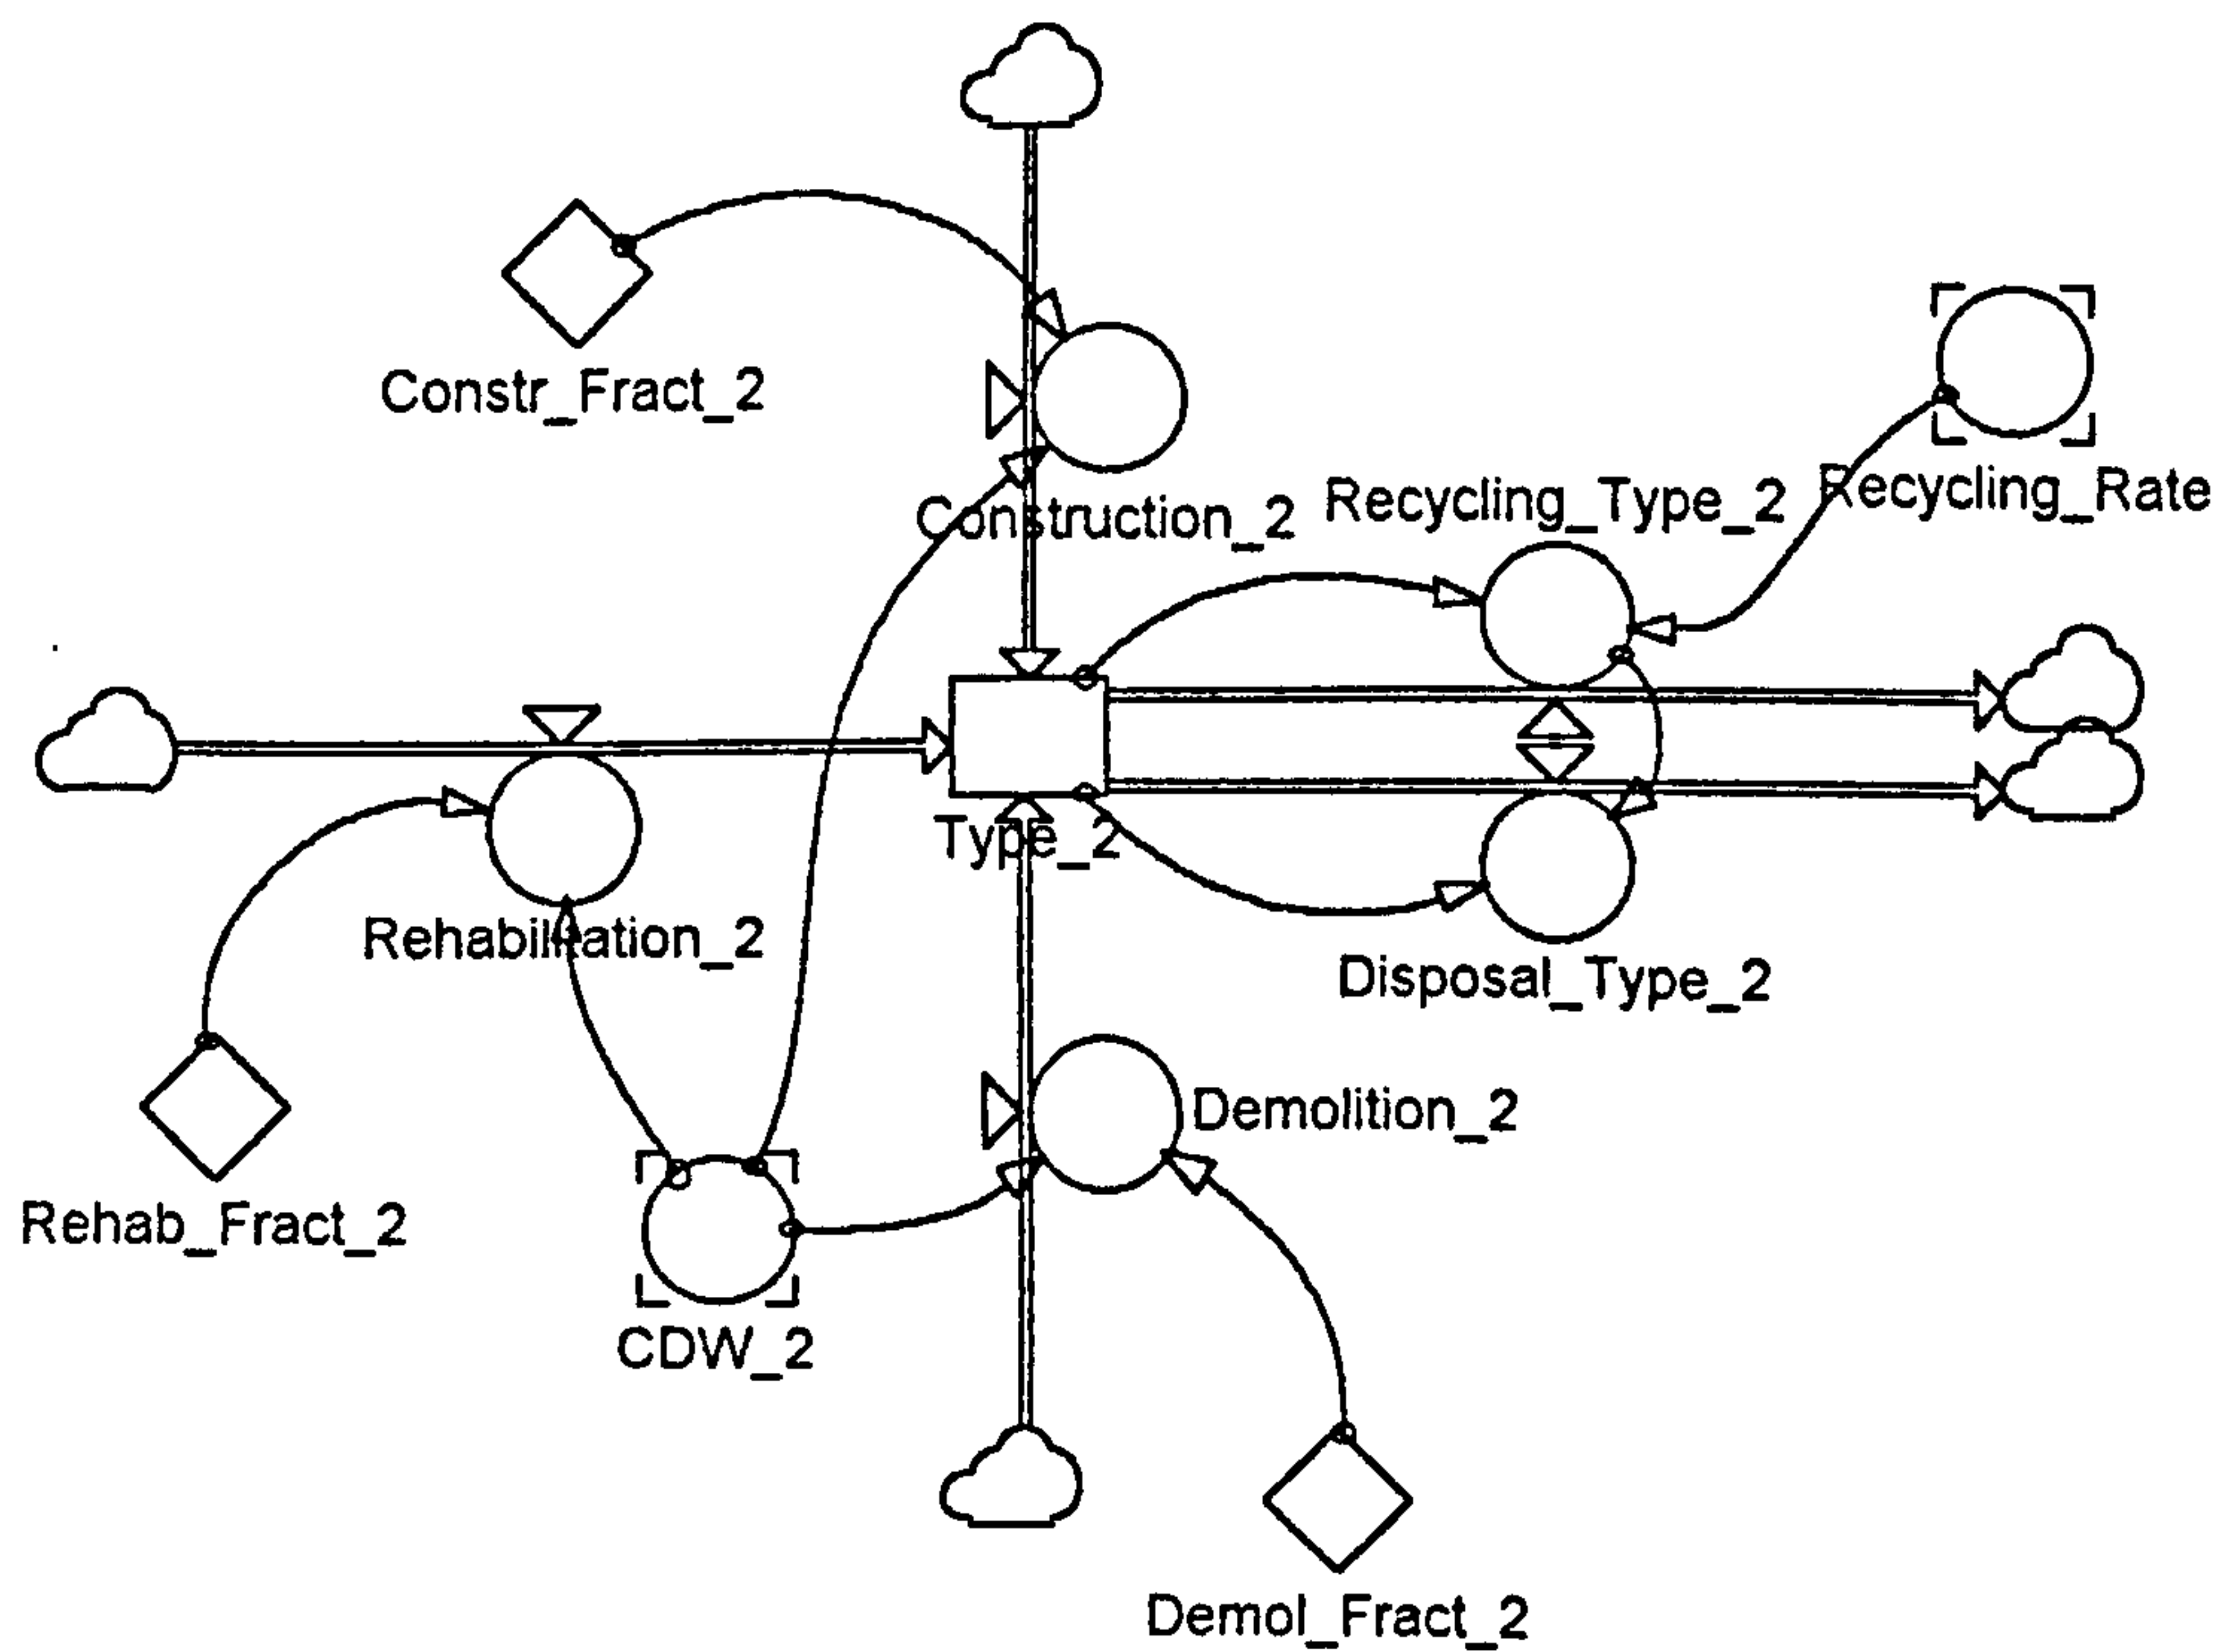 Constr_Fract_2
Recycling_Rate
Recycling_Type_2
Construction_2
Type_2
Rehabilitation_2
Disposal_Type_2
Demolition_2
Rehab_Fract_2
CDW_2
Demol_Fract_2